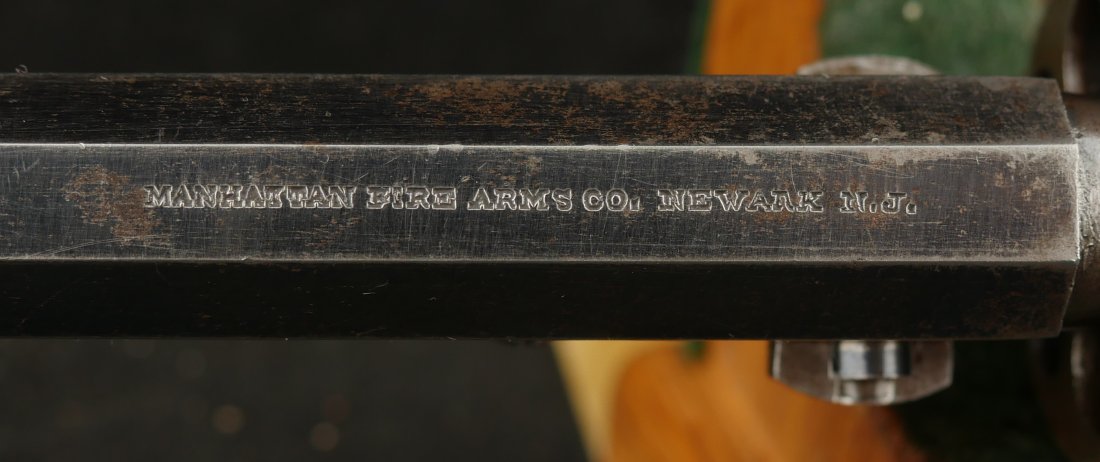 MANHATTAN FIRE ARMS CO. NEWARK N.J.